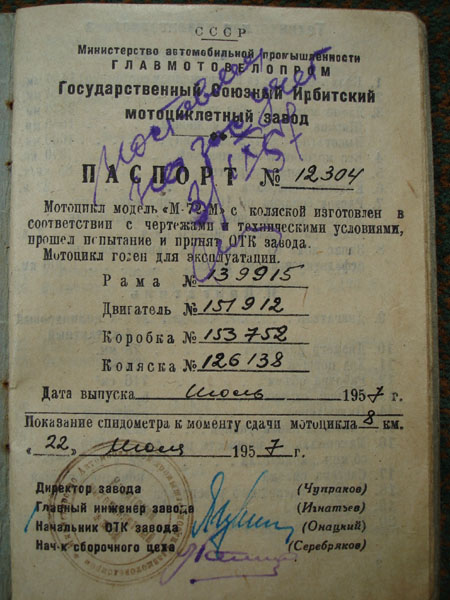 СССР
Министерство автомобильной промышленности
ГЛАВМОТОВЕЛОПРОМ
Государственный Союзный Ирбитский
мотоциклетный завод
ПАСПОРТ № 12304
Мотоцикл модель «М-72-М» с коляской изготовлен в
соответствии с чертежами и техническими условиями,
прошел испытание и принят ОТК завода.
Мотоцикл годен для эксплуатации.
Рама № 139915
Двигатель № 151912
Коробка № 153752
Коляска № 126138
Дата выпуска Июль 1957 г.
Показание спидометра к моменту сдачи мотоцикла 8 км.
«22» Июля 1957 г.
Директор завода (Чупраков)
Главный инженер завода (Игнатьев)
Начальник ОТК завода (Онацкий)
Нач-к сборочного цеха (Серебряков)